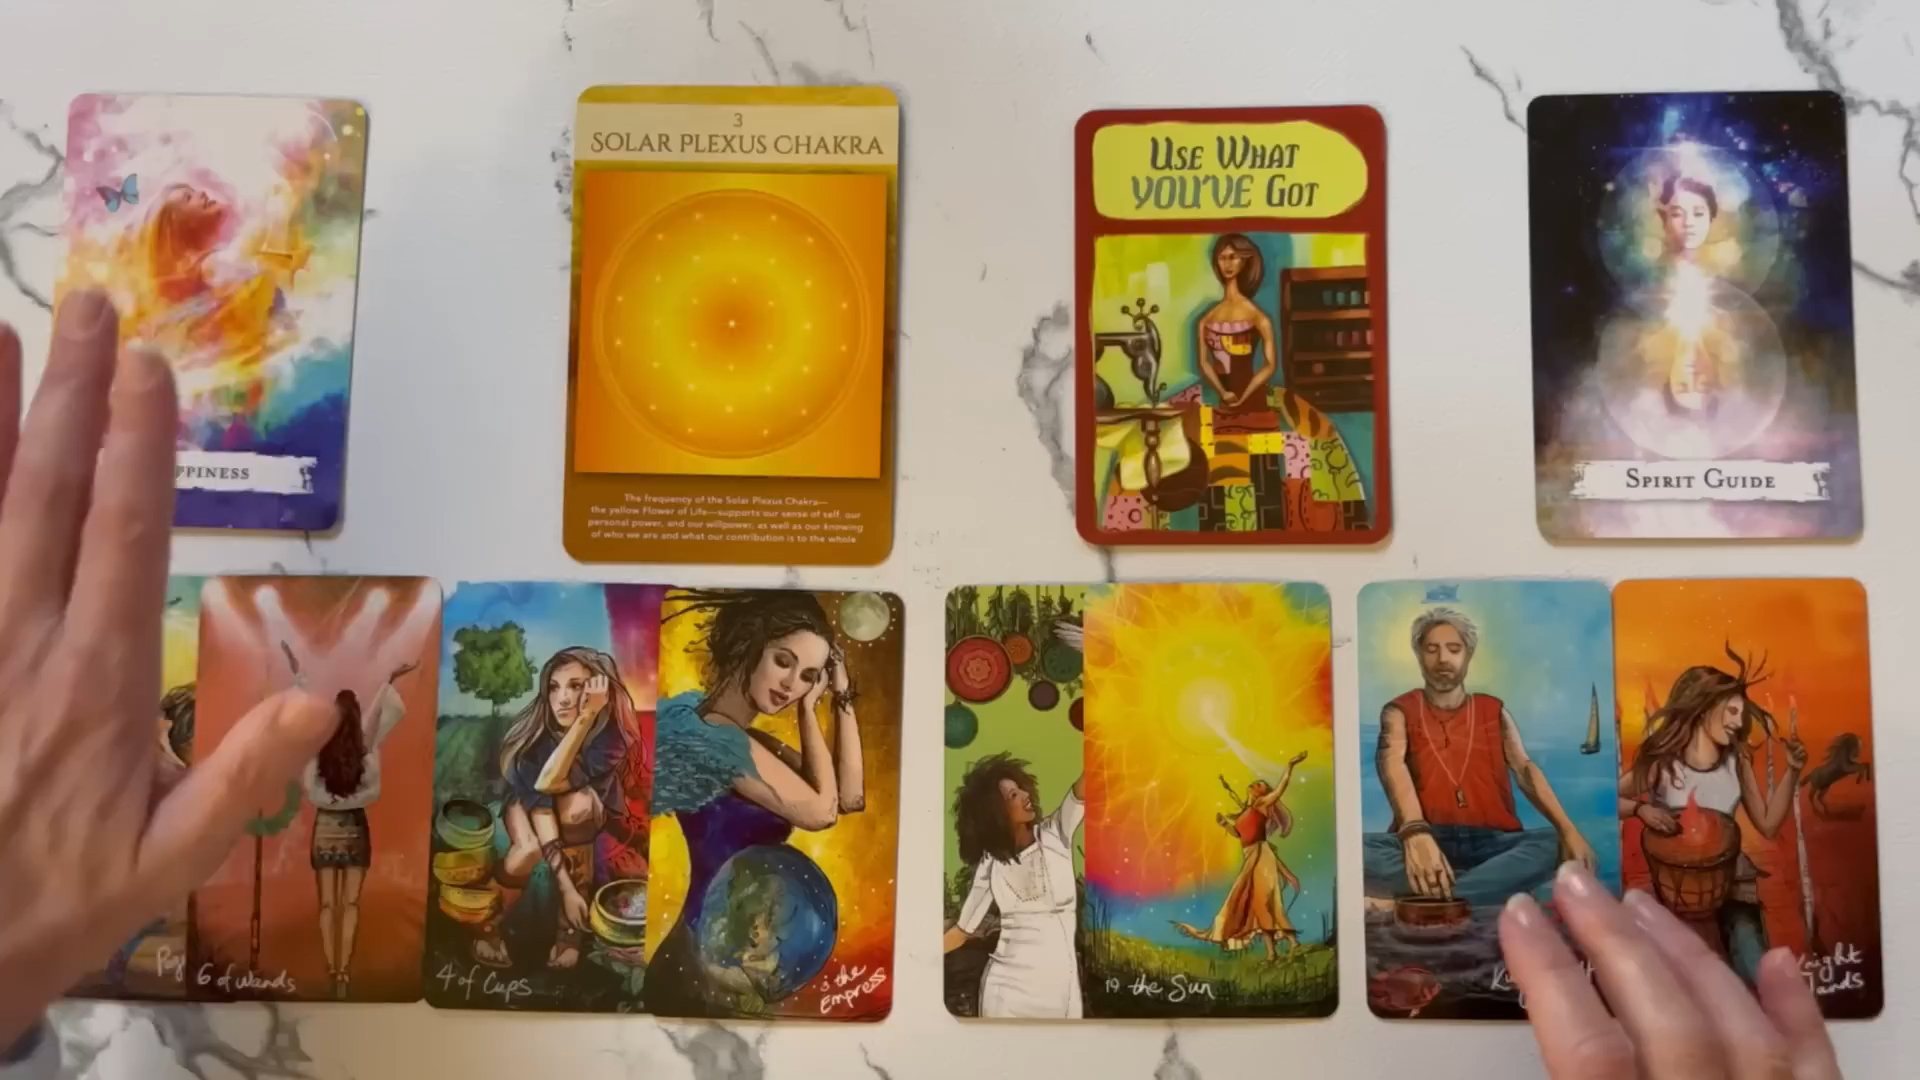 3
SOLAR PLEXUS CHAKRA
The frequency of the Solar Plexus Chakra—
the yellow Flower of Life—supports our sense of self, our
personal power, and our willpower, as well as our knowing
of who we are and what our contribution is to the whole.
USE WHAT
YOU'VE GOT
PPINESS
SPIRIT GUIDE
6 of Wands
4 of Cups
3 the
Empress
19 the Sun
Knight